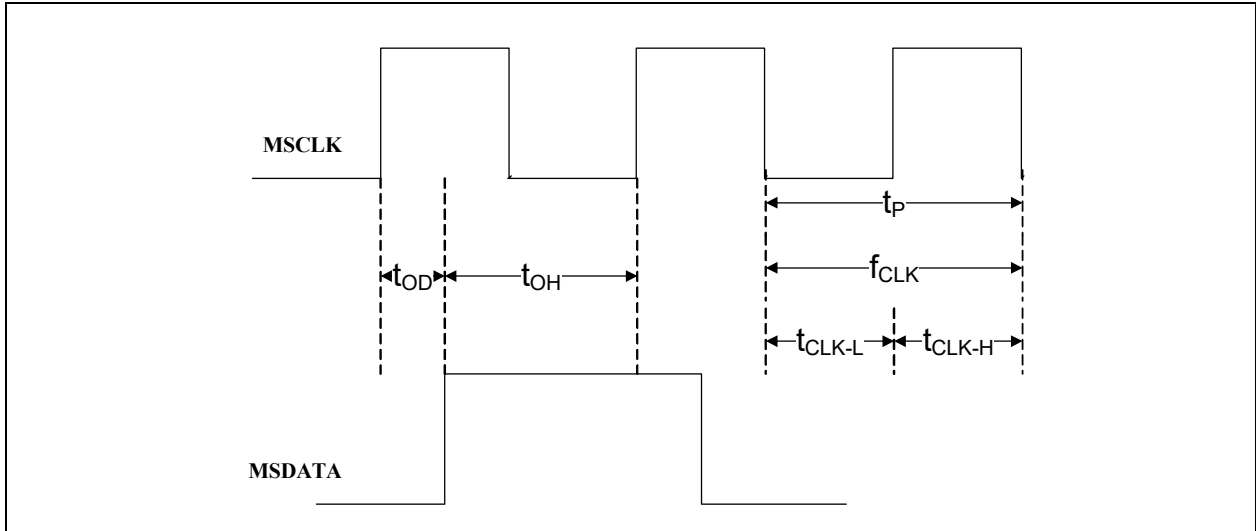 MSCLK
tP
fCLK
tOD
tOH
tCLK-L
tCLK-H
MSDATA